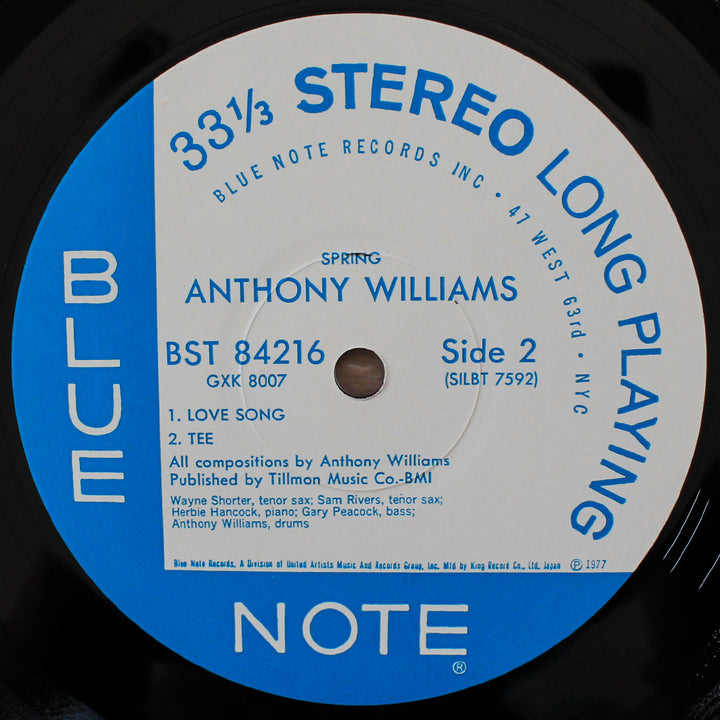 33⅓ STEREO LONG PLAYING
BLUE NOTE RECORDS INC • 47 WEST 63rd • NYC
SPRING
ANTHONY WILLIAMS
BST 84216
Side 2
GXK 8007
(SILBT 7592)
1. LOVE SONG
2. TEE
All compositions by Anthony Williams
Published by Tillmon Music Co.-BMI
Wayne Shorter, tenor sax; Sam Rivers, tenor sax;
Herbie Hancock, piano; Gary Peacock, bass;
Anthony Williams, drums
Blue Note Records, A Division of United Artists Music And Records Group, Inc. Mfd by King Record Co., Ltd. Japan ℗ 1977
BLUE
NOTE®